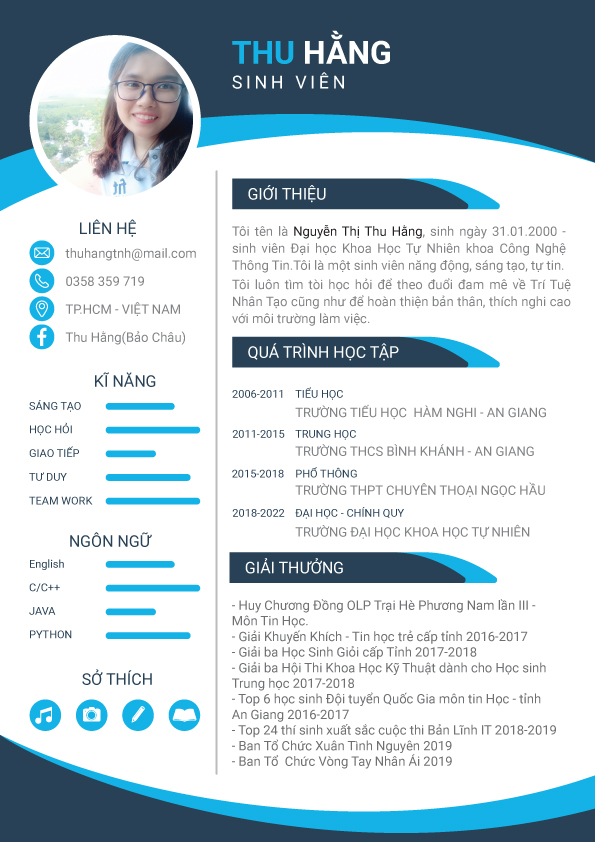 THU HẰNG
SINH VIÊN
LIÊN HỆ
thuhangtnh@mail.com
0358 359 719
TP.HCM - VIỆT NAM
Thu Hằng(Bảo Châu)
KĨ NĂNG
SÁNG TẠO
HỌC HỎI
GIAO TIẾP
TƯ DUY
TEAM WORK
NGÔN NGỮ
English
C/C++
JAVA
PYTHON
SỞ THÍCH
GIỚI THIỆU
Tôi tên là Nguyễn Thị Thu Hằng, sinh ngày 31.01.2000 -
sinh viên Đại học Khoa Học Tự Nhiên khoa Công Nghệ
Thông Tin.Tôi là một sinh viên năng động, sáng tạo, tự tin.
Tôi luôn tìm tòi học hỏi để theo đuổi đam mê về Trí Tuệ
Nhân Tạo cũng như để hoàn thiện bản thân, thích nghi cao
với môi trường làm việc.
QUÁ TRÌNH HỌC TẬP
2006-2011 TIỂU HỌC
TRƯỜNG TIỂU HỌC HÀM NGHI - AN GIANG
2011-2015 TRUNG HỌC
TRƯỜNG THCS BÌNH KHÁNH - AN GIANG
2015-2018 PHỔ THÔNG
TRƯỜNG THPT CHUYÊN THOẠI NGỌC HẦU
2018-2022 ĐẠI HỌC - CHÍNH QUY
TRƯỜNG ĐẠI HỌC KHOA HỌC TỰ NHIÊN
GIẢI THƯỞNG
- Huy Chương Đồng OLP Trại Hè Phương Nam lần III -
Môn Tin Học.
- Giải Khuyến Khích - Tin học trẻ cấp tỉnh 2016-2017
- Giải ba Học Sinh Giỏi cấp Tỉnh 2017-2018
- Giải ba Hội Thi Khoa Học Kỹ Thuật dành cho Học sinh
Trung học 2017-2018
- Top 6 học sinh Đội tuyển Quốc Gia môn tin Học - tỉnh
An Giang 2016-2017
- Top 24 thí sinh xuất sắc cuộc thi Bản Lĩnh IT 2018-2019
- Ban Tổ Chức Xuân Tình Nguyện 2019
- Ban Tổ Chức Vòng Tay Nhân Ái 2019